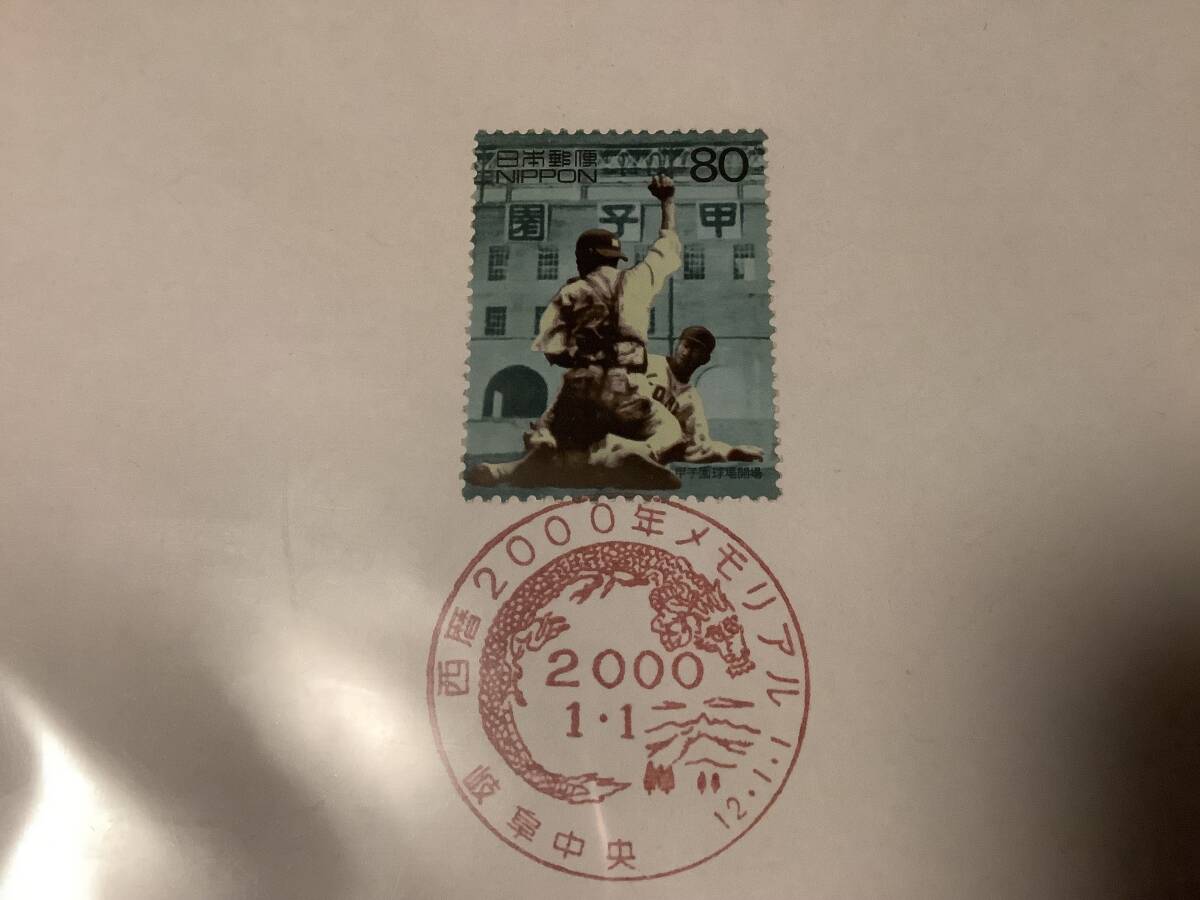 日本郵便 80
NIPPON
園子甲
甲子園球場開場
西暦2000年メモリアル
2000
1・1
岐阜中央
12.1.1